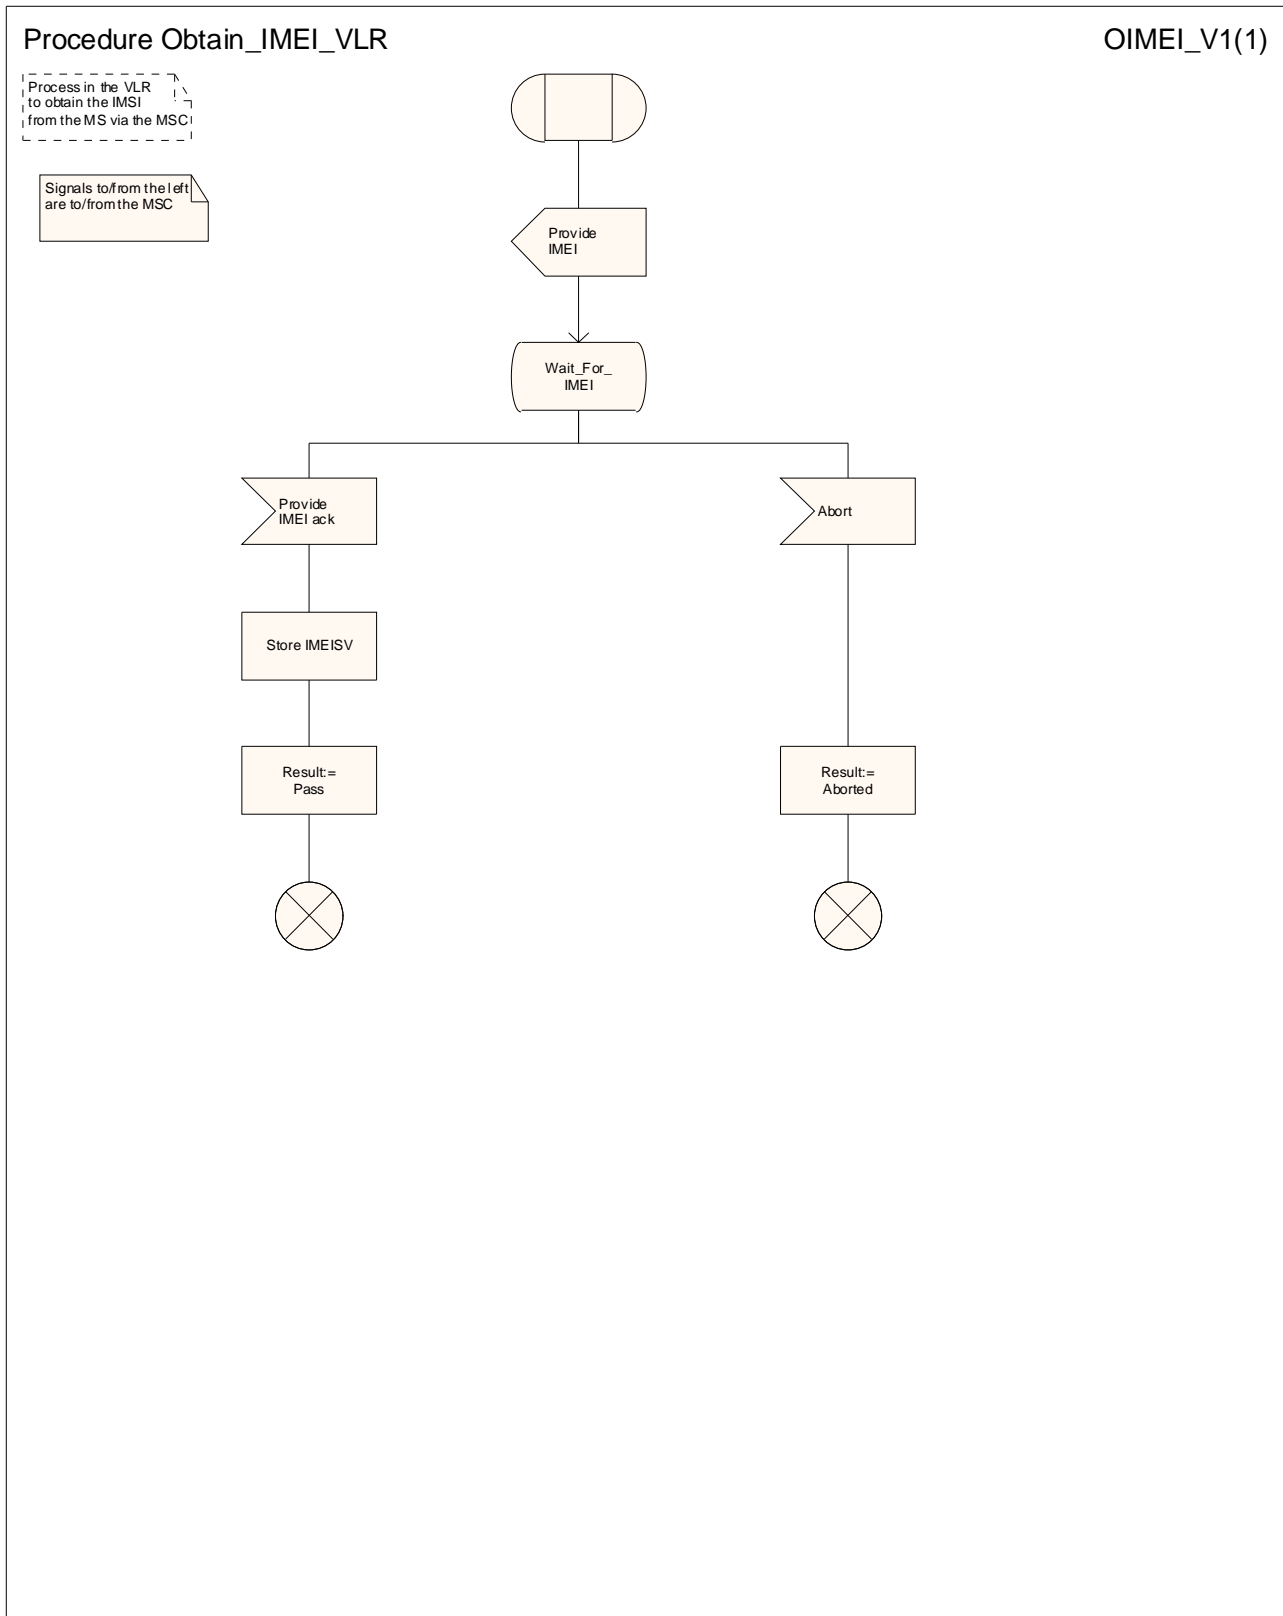 Procedure Obtain_IMEI_VLR
OIMEI_V1(1)
Process in the VLR
to obtain the IMSI
from the MS via the MSC
Signals to/from the left
are to/from the MSC
Provide
IMEI
Wait_For_
IMEI
Provide
IMEI ack
Abort
Store IMEISV
Result:=
Pass
Result:=
Aborted